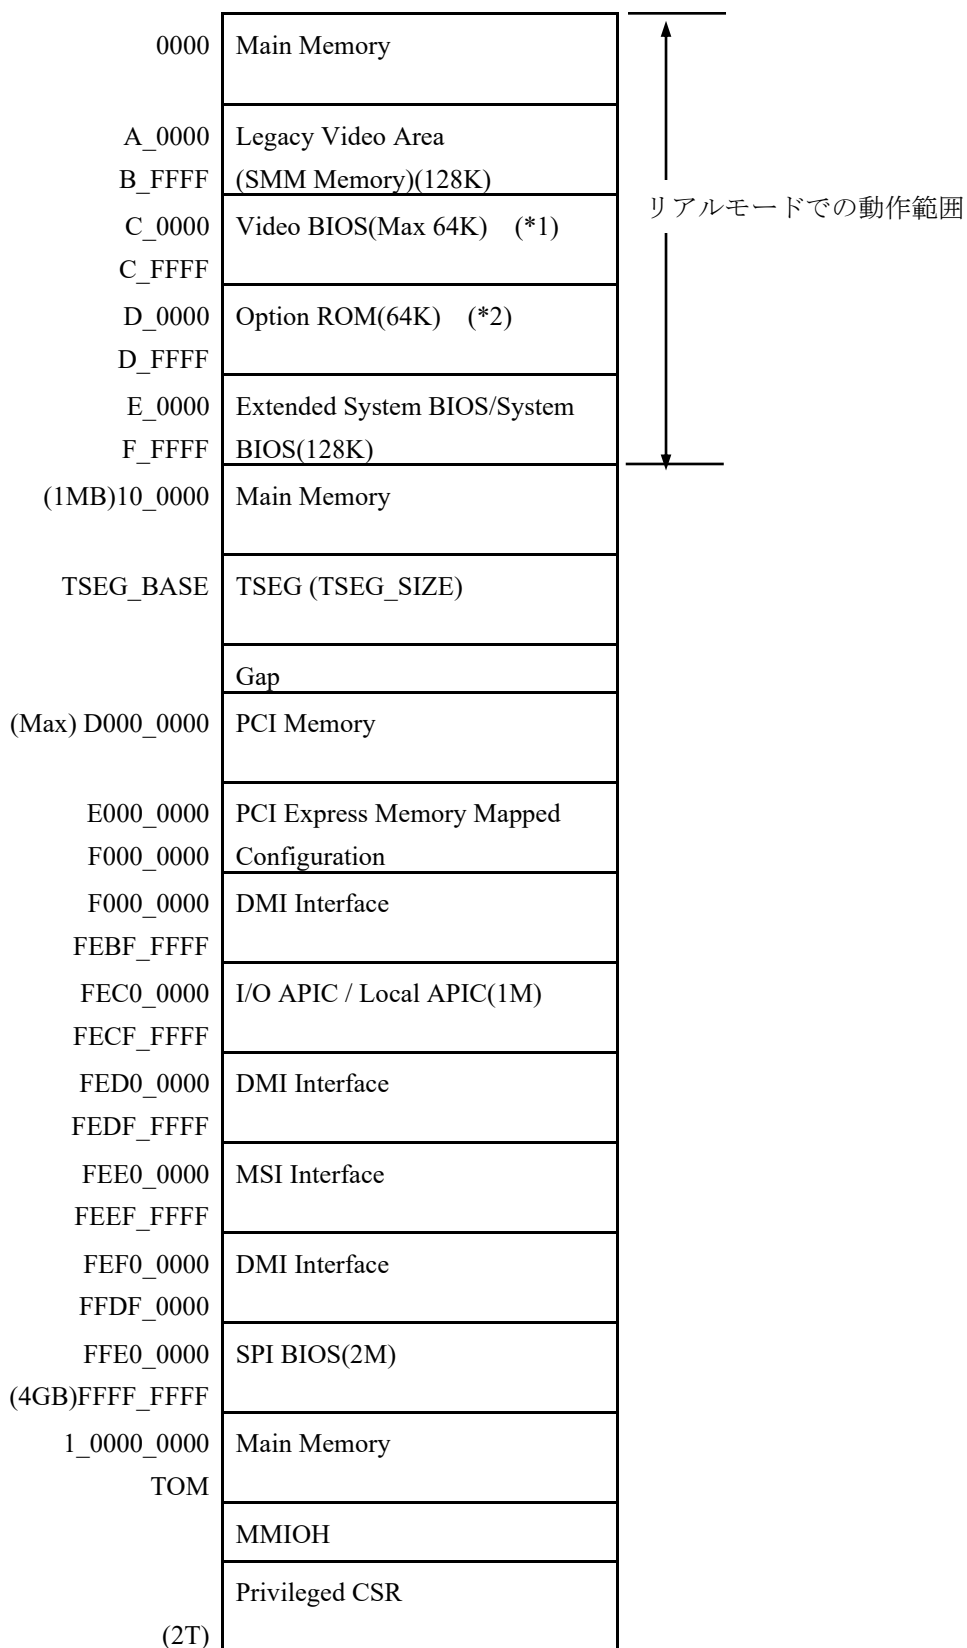 0000 Main Memory
A_0000 Legacy Video Area
B_FFFF (SMM Memory)(128K)
リアルモードでの動作範囲
C_0000 Video BIOS(Max 64K) (*1)
C_FFFF
D_0000 Option ROM(64K) (*2)
D_FFFF
E_0000 Extended System BIOS/System
F_FFFF BIOS(128K)
(1MB)10_0000 Main Memory
TSEG_BASE TSEG (TSEG_SIZE)
Gap
(Max) D000_0000 PCI Memory
E000_0000 PCI Express Memory Mapped
F000_0000 Configuration
F000_0000 DMI Interface
FEBF_FFFF
FEC0_0000 I/O APIC / Local APIC(1M)
FECF_FFFF
FED0_0000 DMI Interface
FEDF_FFFF
FEE0_0000 MSI Interface
FEEF_FFFF
FEF0_0000 DMI Interface
FFDF_0000
FFE0_0000 SPI BIOS(2M)
(4GB)FFFF_FFFF
1_0000_0000 Main Memory
TOM
MMIOH
Privileged CSR
(2T)